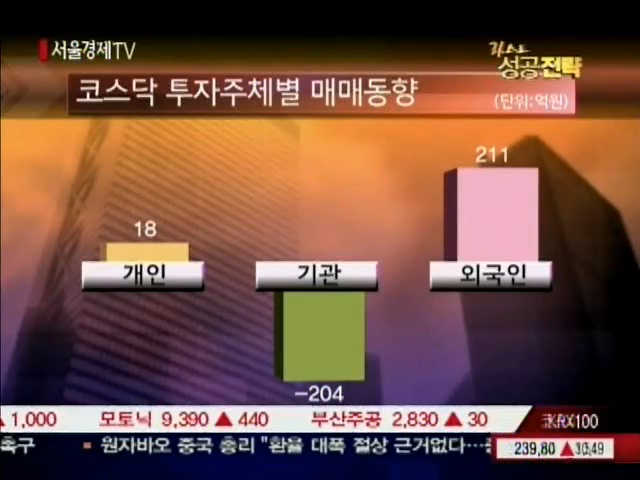 서울경제TV
성공전략
코스닥 투자주체별 매매동향
(단위:억원)
211
18
개인
기관
외국인
-204
▲ 1,000 모토닉 9,390 ▲ 440 부산주공 2,830 ▲ 30
KRX100
촉구 ▪ 원자바오 중국 총리 "환율 대폭 절상 근거없다…
239,80 ▲